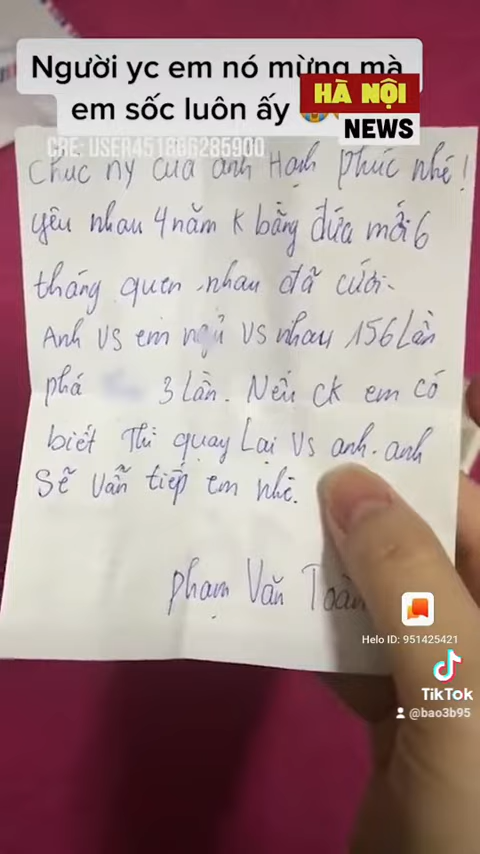 Người yc em nó mừng mà
em sốc luôn ấy
HÀ NỘI
NEWS
CRE: USER451686285900
Chúc ny của anh Hạnh phúc nhé!
yêu nhau 4 năm k bằng đứa mới 6
tháng quen nhau đã cưới-
Anh vs em ngủ vs nhau 156 Lần
phá 3 Lần. Nếu ck em có
biết Thì quay Lại vs anh. anh
Sẽ vẫn tiếp em nhé.
Phạm Văn Toàn
Helo ID: 951425421
TikTok
@bao3b95